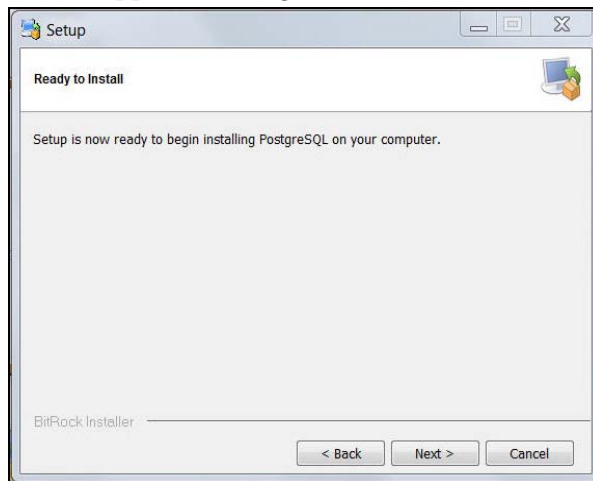 Setup
Ready to Install
Setup is now ready to begin installing PostgreSQL on your computer.
BitRock Installer
< Back
Next >
Cancel